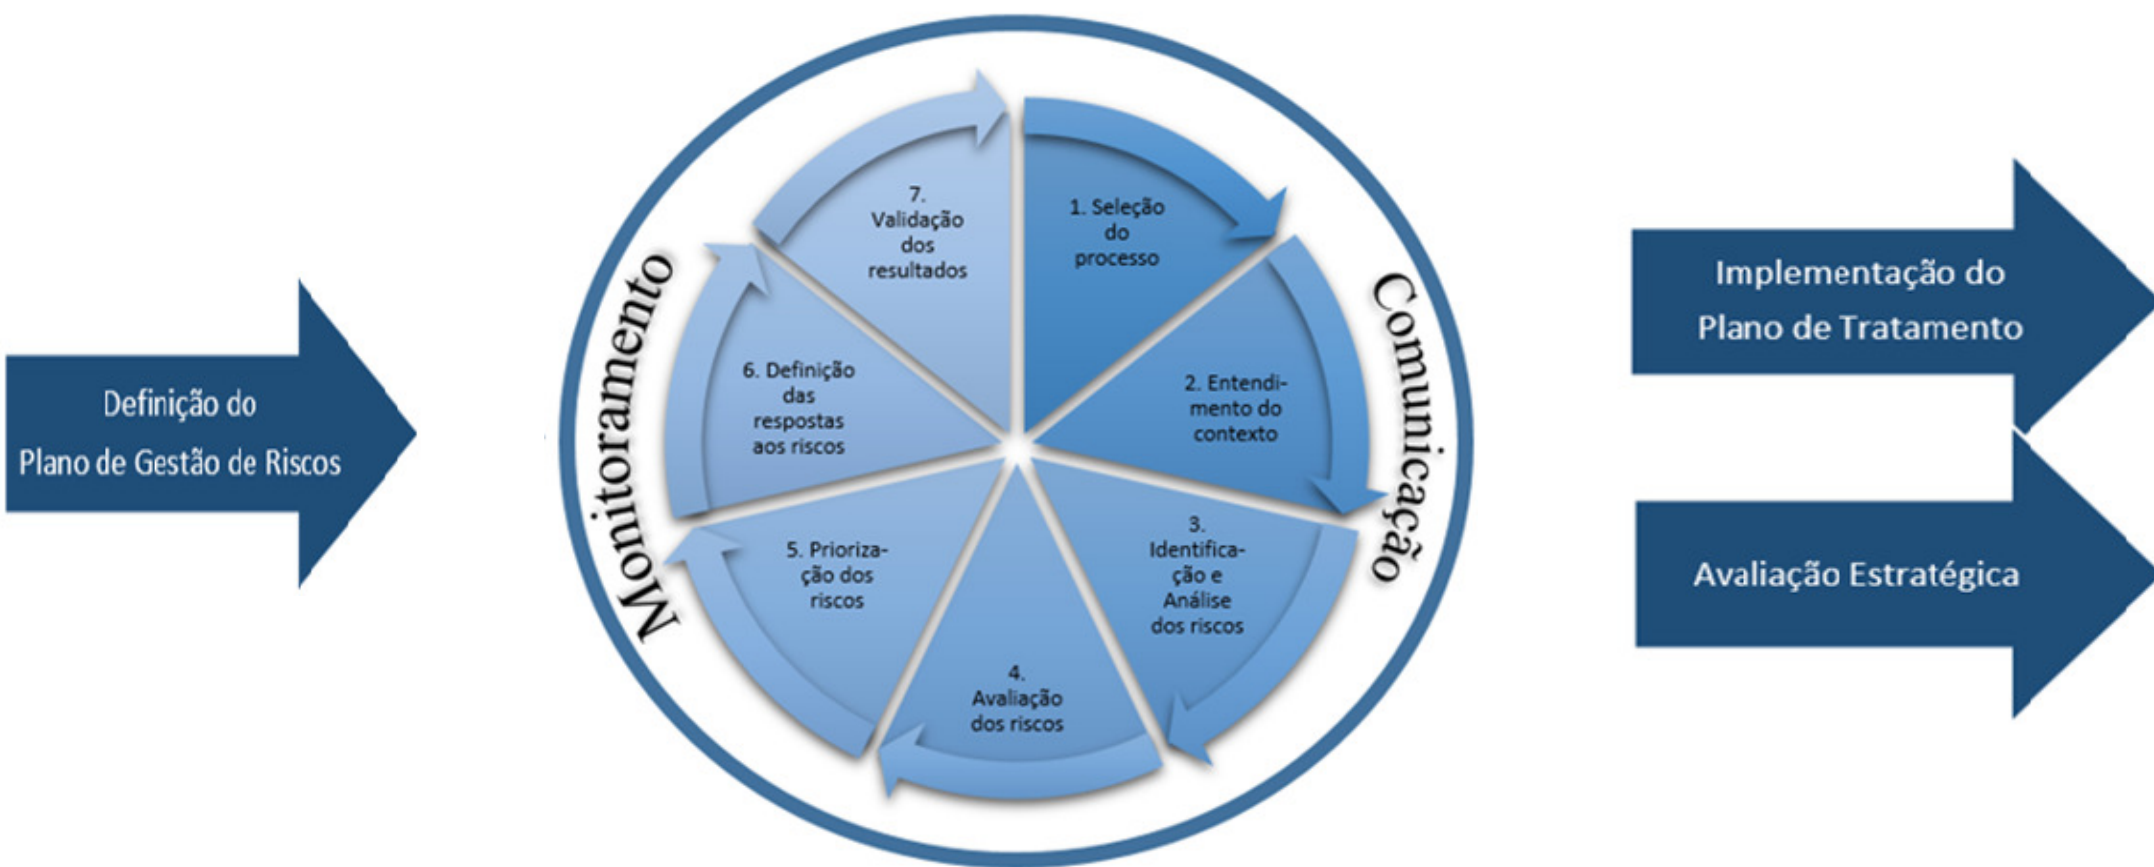 Definição do
Plano de Gestão de Riscos
Monitoramento
Comunicação
1. Seleção
do
processo
2. Entendi-
mento do
contexto
3.
Identifica-
ção e
Análise
dos riscos
4.
Avaliação
dos riscos
5. Prioriza-
ção dos
riscos
6. Definição
das
respostas
aos riscos
7.
Validação
dos
resultados
Implementação do
Plano de Tratamento
Avaliação Estratégica